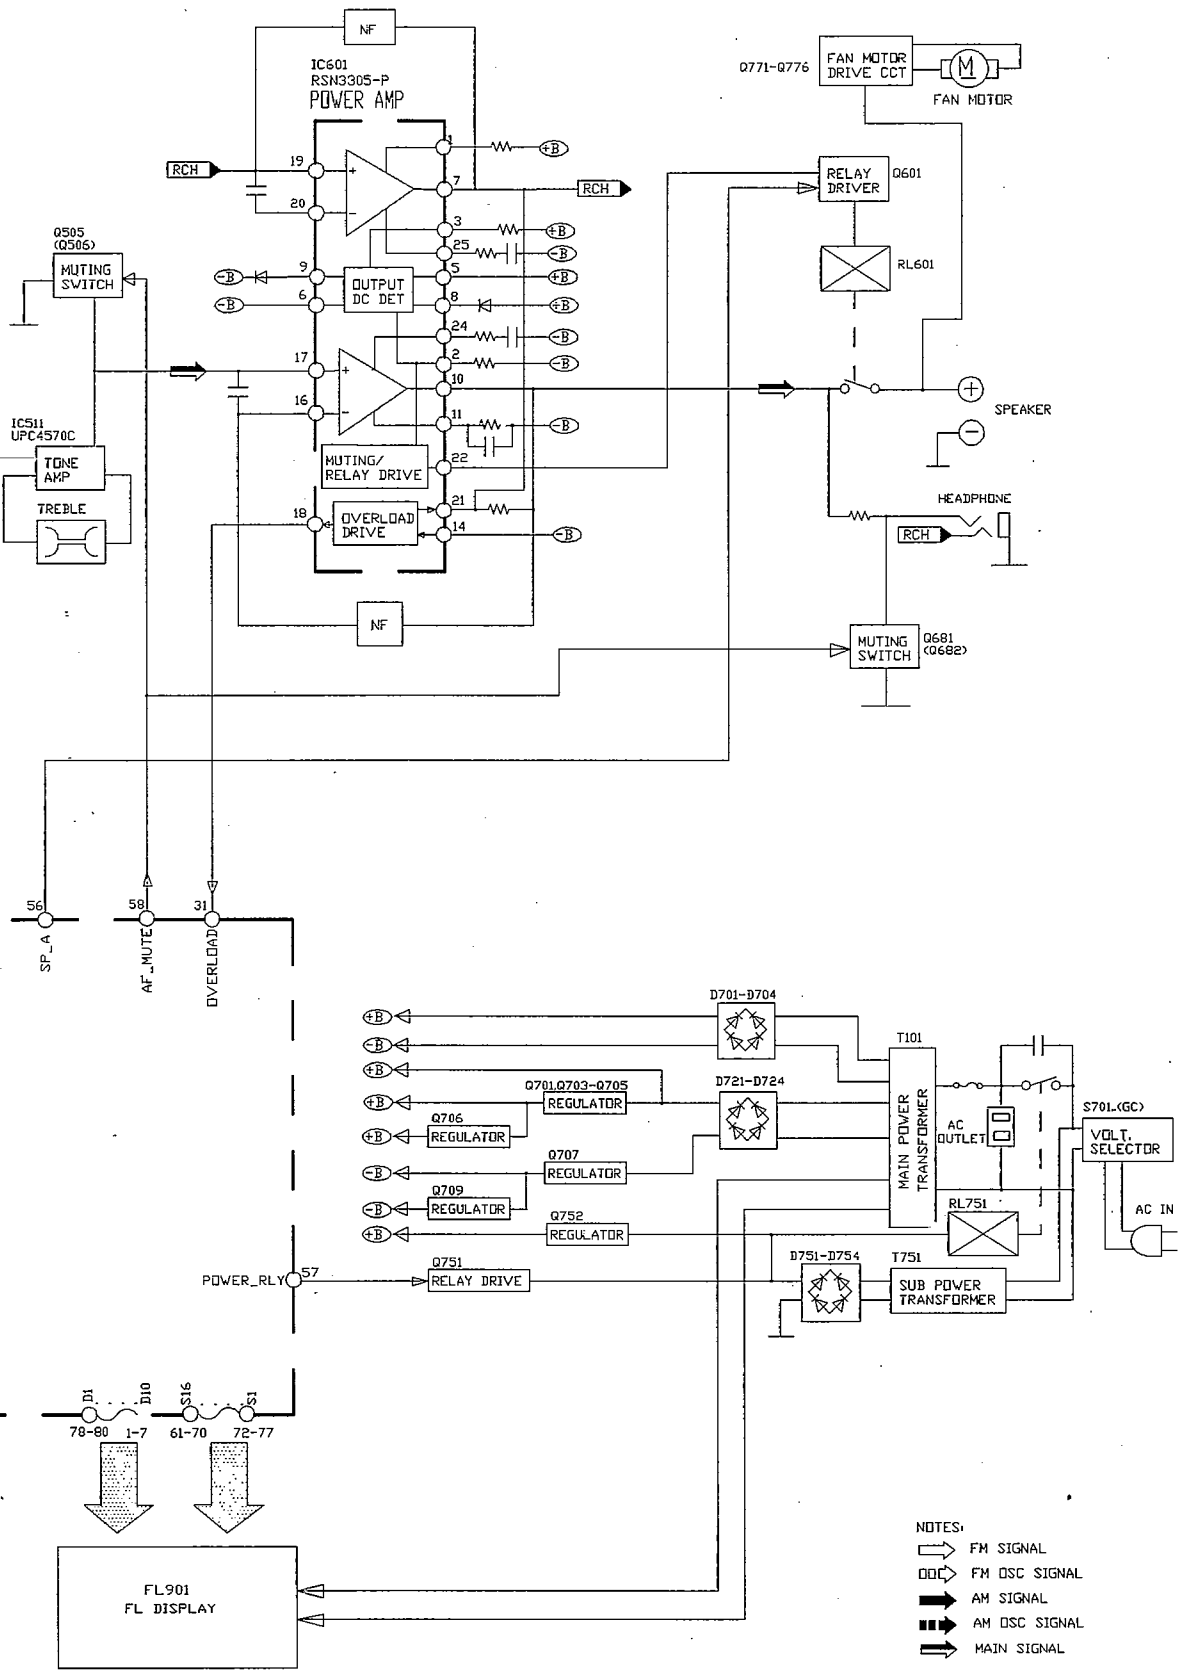 NF
IC601
RSN3305-P
POWER AMP
Q771-Q776
FAN MOTOR
DRIVE CCT
M
FAN MOTOR
RCH
19
1
+B
7
RCH
20
3
+B
25
-B
RELAY
DRIVER
Q601
RL601
Q505
(Q506)
MUTING
SWITCH
-B
9
5
+B
OUTPUT
DC DET
-B
6
8
+B
24
-B
2
-B
17
10
16
11
-B
+
SPEAKER
-
IC511
UPC4570C
TONE
AMP
TREBLE
MUTING/
RELAY DRIVE
22
18
OVERLOAD
DRIVE
21
14
-B
HEADPHONE
RCH
NF
MUTING
SWITCH
Q681
(Q682)
56
58
31
SP_A
AF_MUTE
OVERLOAD
D701-D704
+B
-B
T101
MAIN POWER
TRANSFORMER
+B
D721-D724
Q701,Q703-Q705
+B
REGULATOR
Q706
+B
REGULATOR
AC
OUTLET
S701(GC)
VOLT.
SELECTOR
Q707
-B
REGULATOR
Q709
-B
REGULATOR
RL751
AC IN
Q752
+B
REGULATOR
POWER_RLY
57
Q751
RELAY DRIVE
D751-D754
T751
SUB POWER
TRANSFORMER
D1
D10
S16
S1
78-80
1-7
61-70
72-77
FL901
FL DISPLAY
NOTES:
FM SIGNAL
FM OSC SIGNAL
AM SIGNAL
AM OSC SIGNAL
MAIN SIGNAL